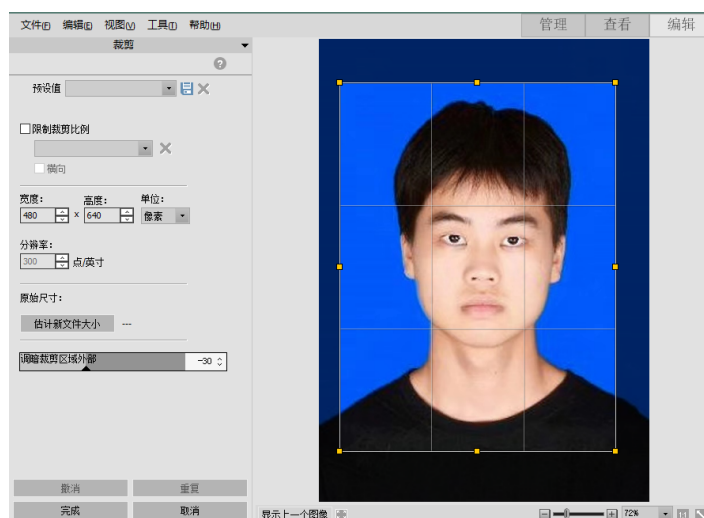 文件(F) 编辑(E) 视图(V) 工具(T) 帮助(H)
管理 查看 编辑
裁剪
?
预设值
限制裁剪比例
横向
宽度: 高度: 单位:
480 x 640 像素
分辨率:
300 点/英寸
原始尺寸:
估计新文件大小 ---
调暗裁剪区域外部 -30
撤消 重复
完成 取消
显示上一个图像 72% 1:1